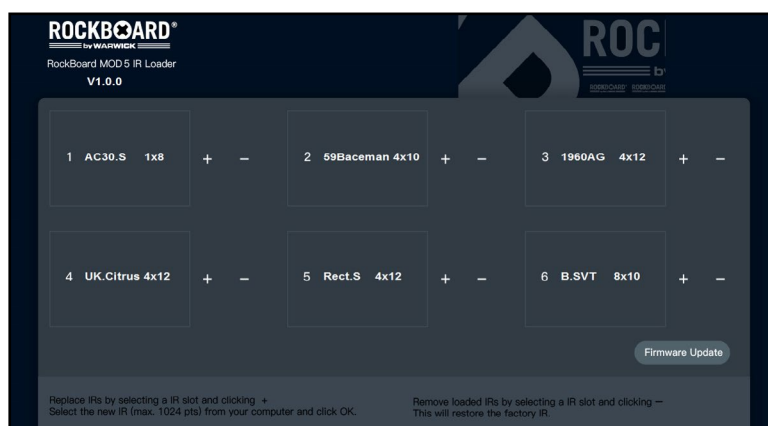 ROCKBOARD®
by WARWICK
RockBoard MOD 5 IR Loader
V1.0.0
ROC
b
ROCKBOARD® ROCKBOARD
1 AC30.S 1x8 + −
2 59Baceman 4x10 + −
3 1960AG 4x12 + −
4 UK.Citrus 4x12 + −
5 Rect.S 4x12 + −
6 B.SVT 8x10 + −
Firmware Update
Replace IRs by selecting a IR slot and clicking +
Select the new IR (max. 1024 pts) from your computer and click OK.
Remove loaded IRs by selecting a IR slot and clicking −
This will restore the factory IR.